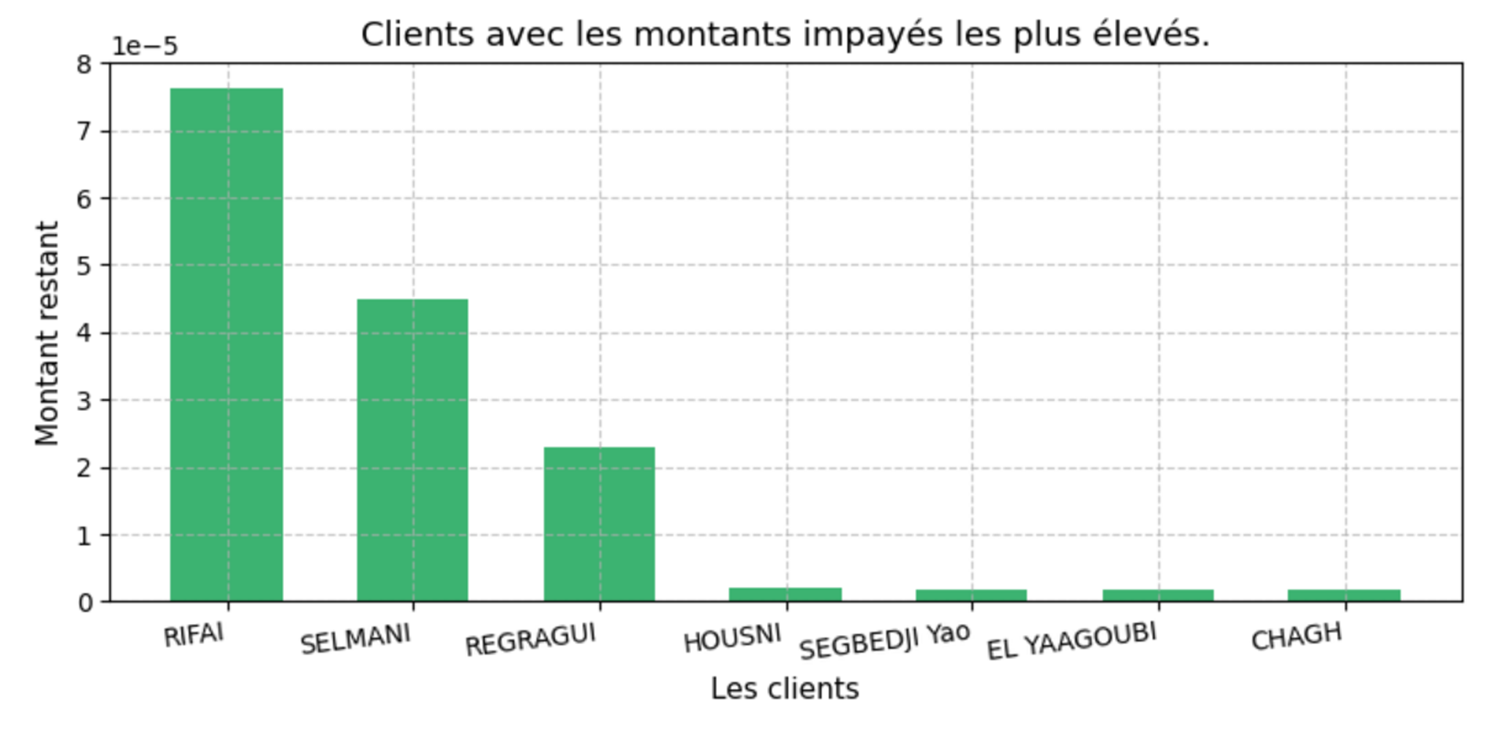 Clients avec les montants impayés les plus élevés.
1e−5
8
7
6
5
4
3
2
1
0
Montant restant
RIFAI
SELMANI
REGRAGUI
HOUSNI
SEGBEDJI Yao
EL YAAGOUBI
CHAGH
Les clients